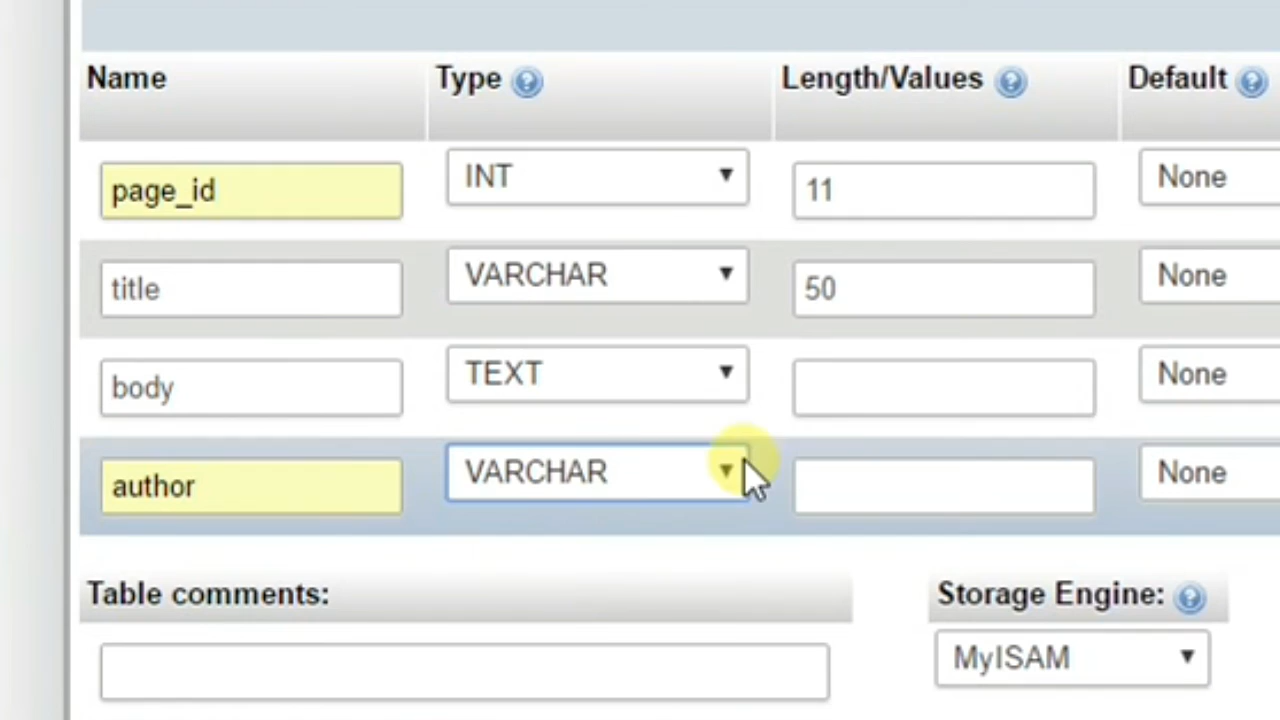 Name Type Length/Values Default
page_id INT 11 None
title VARCHAR 50 None
body TEXT None
author VARCHAR None
Table comments: Storage Engine:
MyISAM